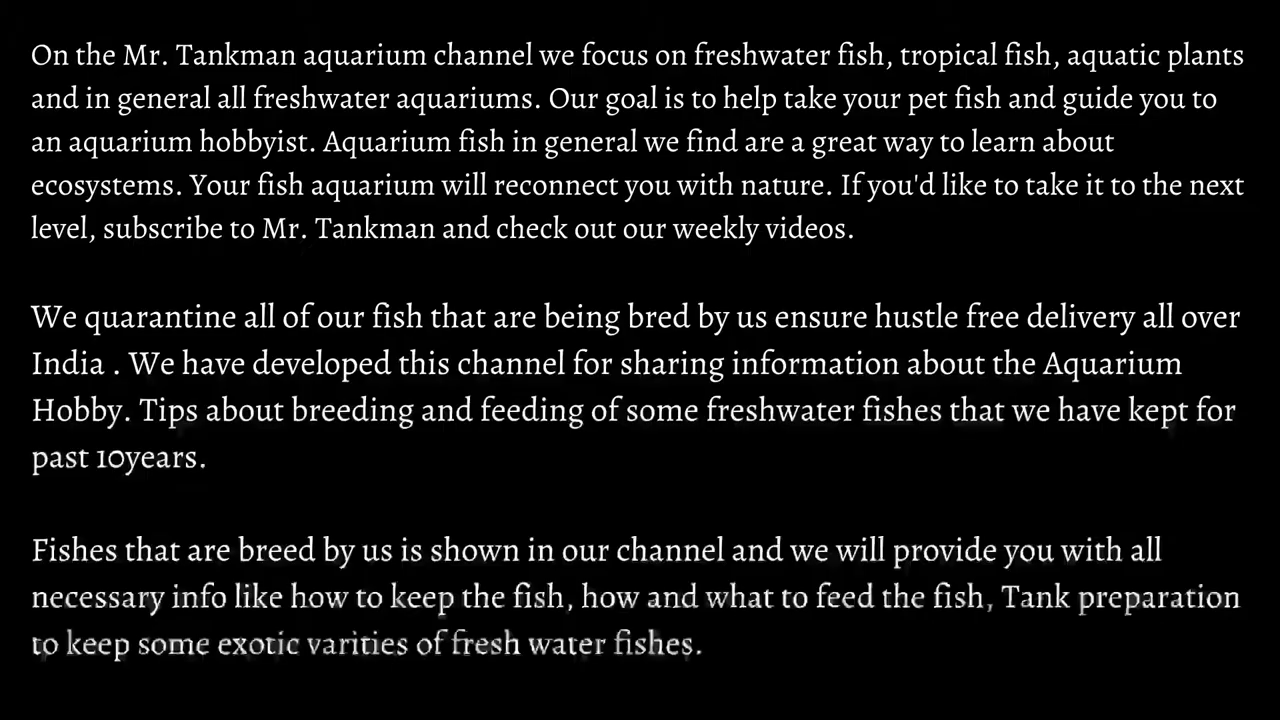 On the Mr. Tankman aquarium channel we focus on freshwater fish, tropical fish, aquatic plants
and in general all freshwater aquariums. Our goal is to help take your pet fish and guide you to
an aquarium hobbyist. Aquarium fish in general we find are a great way to learn about
ecosystems. Your fish aquarium will reconnect you with nature. If you'd like to take it to the next
level, subscribe to Mr. Tankman and check out our weekly videos.
We quarantine all of our fish that are being bred by us ensure hustle free delivery all over
India . We have developed this channel for sharing information about the Aquarium
Hobby. Tips about breeding and feeding of some freshwater fishes that we have kept for
past 10years.
Fishes that are breed by us is shown in our channel and we will provide you with all
necessary info like how to keep the fish, how and what to feed the fish, Tank preparation
to keep some exotic varities of fresh water fishes.